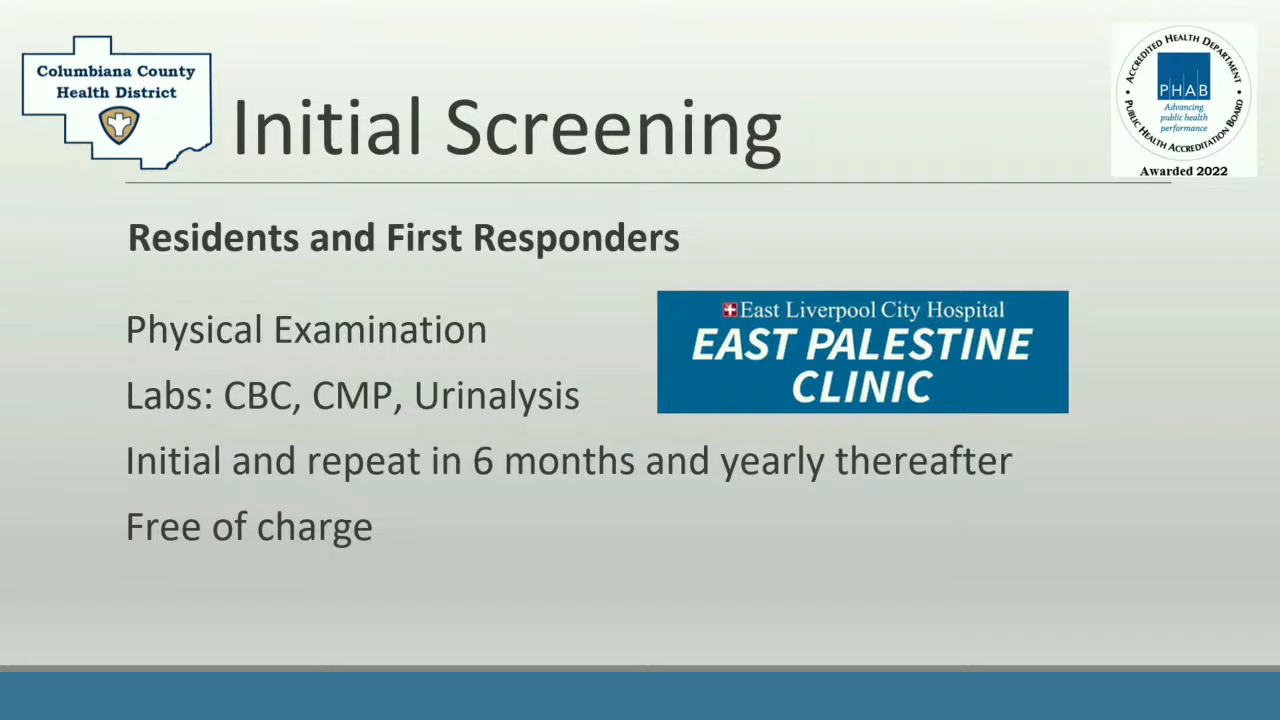 Columbiana County
Health District
Initial Screening
ACCREDITED HEALTH DEPARTMENT
PUBLIC HEALTH ACCREDITATION BOARD
PHAB
Advancing
public health
performance
Awarded 2022
Residents and First Responders
Physical Examination
Labs: CBC, CMP, Urinalysis
Initial and repeat in 6 months and yearly thereafter
Free of charge
East Liverpool City Hospital
EAST PALESTINE
CLINIC